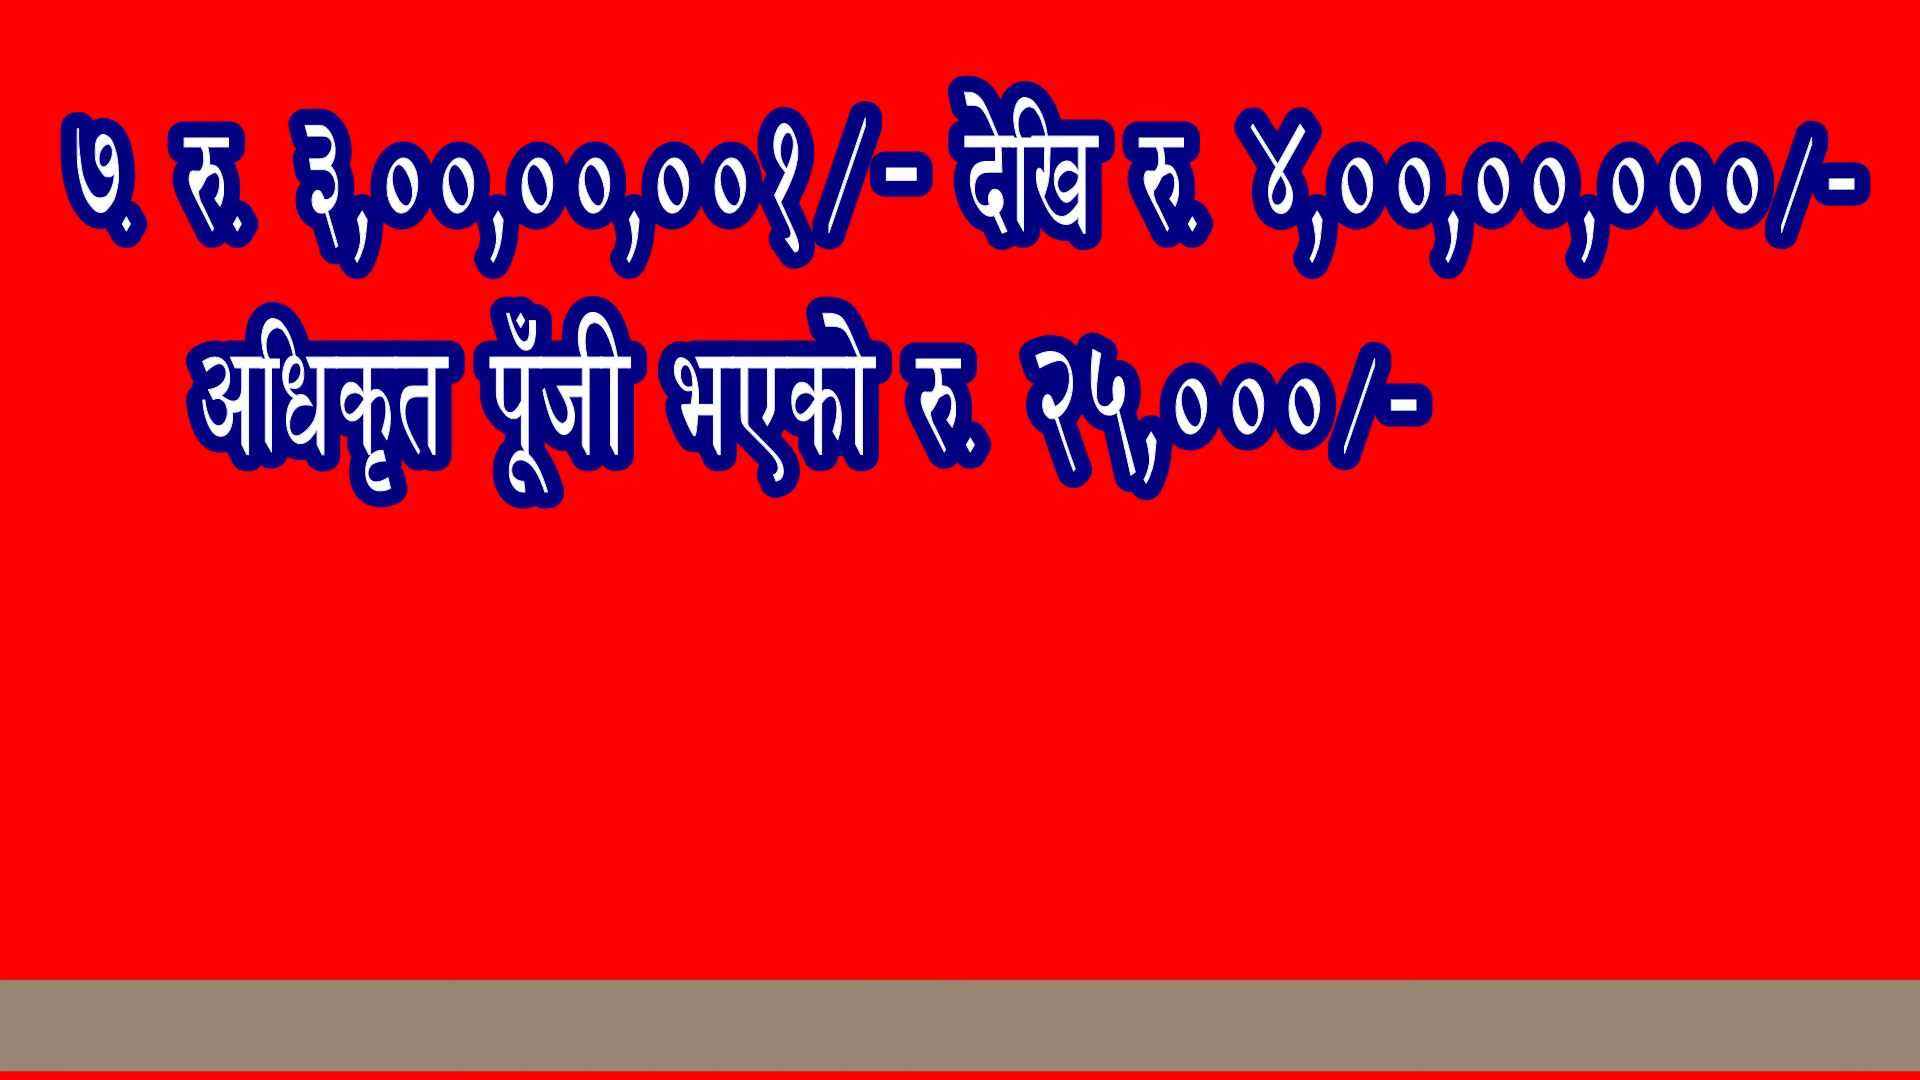 ७. रु. ३,००,००,००१/- देखि रु. ४,००,००,०००/-
अधिकृत पूँजी भएको रु. २५,०००/-